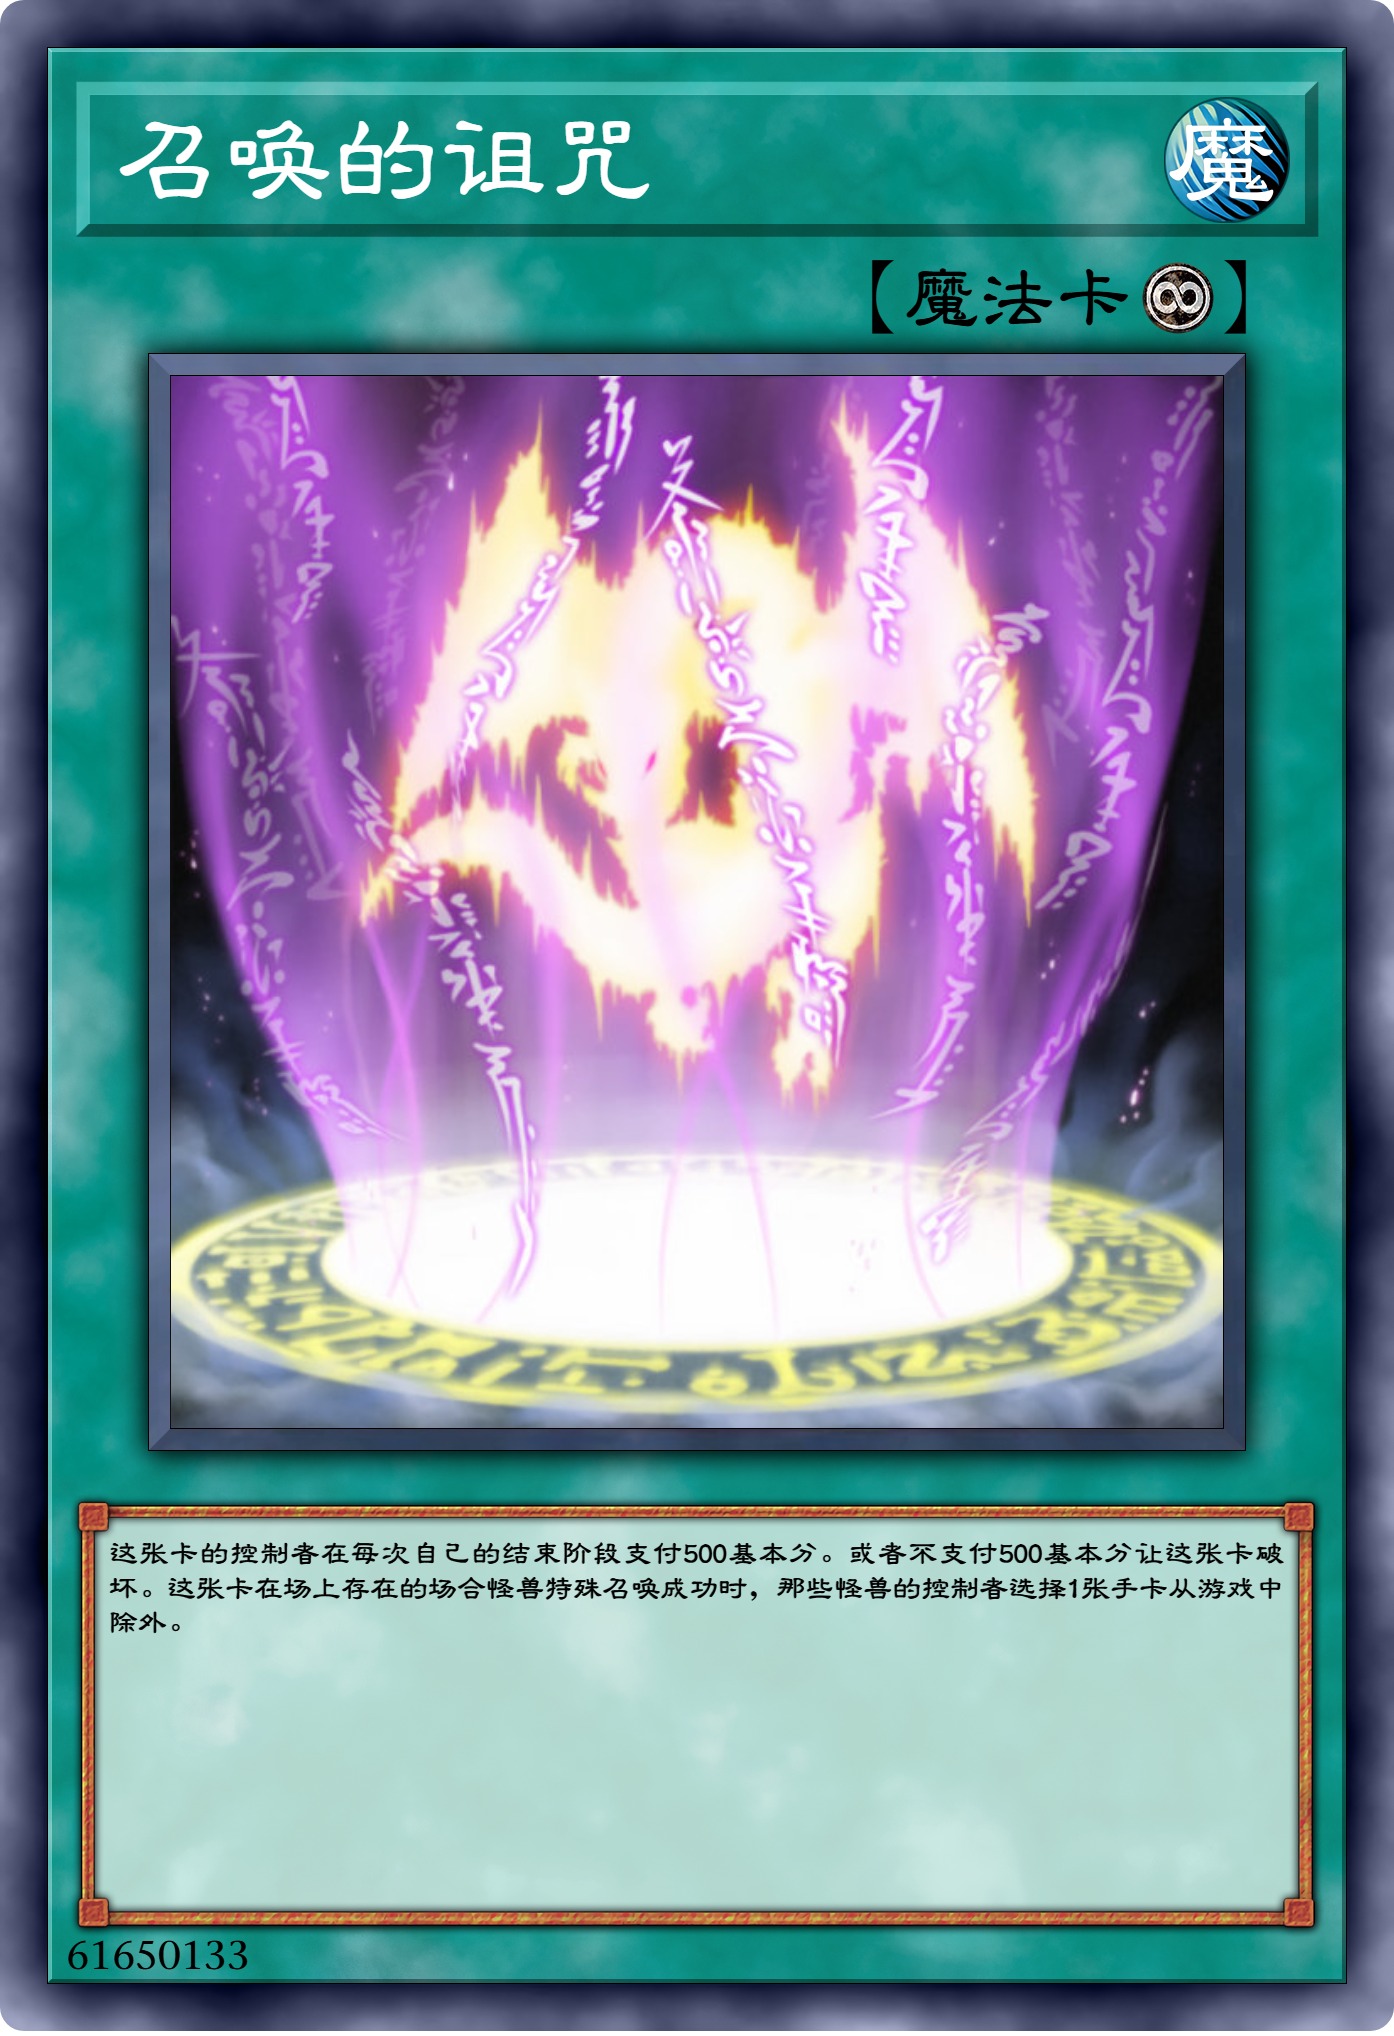 召唤的诅咒
魔
【魔法卡】
这张卡的控制者在每次自己的结束阶段支付500基本分。或者不支付500基本分让这张卡破
坏。这张卡在场上存在的场合怪兽特殊召唤成功时，那些怪兽的控制者选择1张手卡从游戏中
除外。
61650133